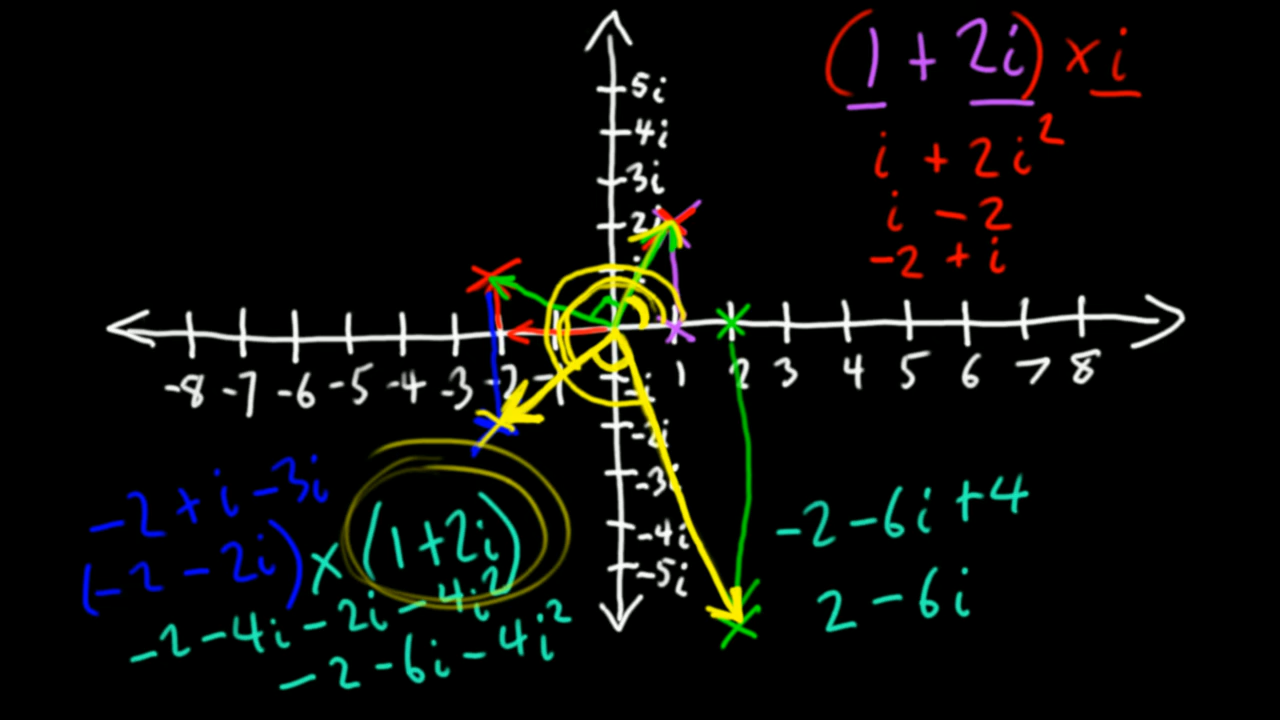 (1 + 2i) × i
i + 2i²
i - 2
-2 + i
5i
4i
3i
2i
-8 -7 -6 -5 -4 -3 -2 -1 1 2 3 4 5 6 7 8
-i
-2i
-3i
-4i
-5i
-2 + i - 3i
(-2 - 2i) × (1 + 2i)
-2 - 4i - 2i - 4i²
-2 - 6i - 4i²
-2 - 6i + 4
2 - 6i